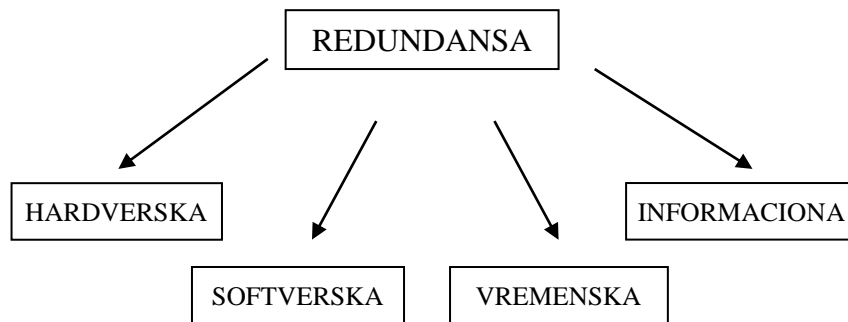 REDUNDANSA
HARDVERSKA
INFORMACIONA
SOFTVERSKA
VREMENSKA